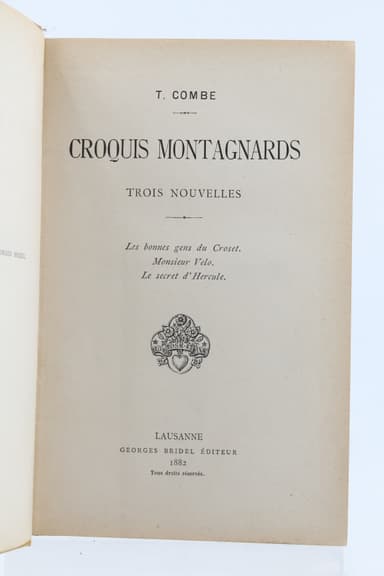 T. COMBE
CROQUIS MONTAGNARDS
TROIS NOUVELLES
Les bonnes gens du Croset.
Monsieur Velo.
Le secret d'Hercule.
LAUSANNE
GEORGES BRIDEL ÉDITEUR
1882
Tous droits réservés.